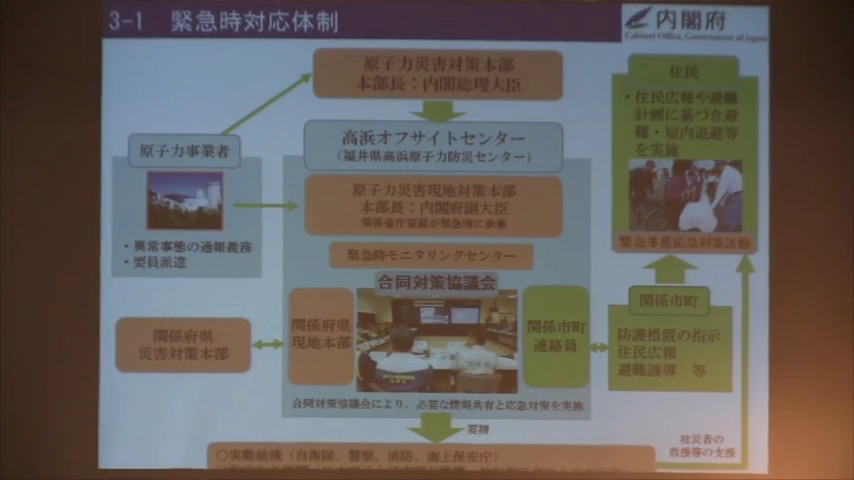 3-1 緊急時対応体制
内閣府
Cabinet Office, Government of Japan
原子力災害対策本部
本部長：内閣総理大臣
住民
・住民広報や避難
計画に基づき避
難・屋内退避等
を実施
緊急事態応急対策活動
高浜オフサイトセンター
（福井県高浜原子力防災センター）
原子力事業者
・異常事態の通報義務
・要員派遣
原子力災害現地対策本部
本部長：内閣府副大臣
関係省庁要員が緊急時に参集
緊急時モニタリングセンター
合同対策協議会
関係府県
災害対策本部
関係府県
現地本部
関係市町
連絡員
関係市町
防護措置の指示
住民広報
避難誘導 等
合同対策協議会により、必要な情報共有と応急対策を実施
要請
被災者の
救援等の支援
○実動組織（自衛隊、警察、消防、海上保安庁）